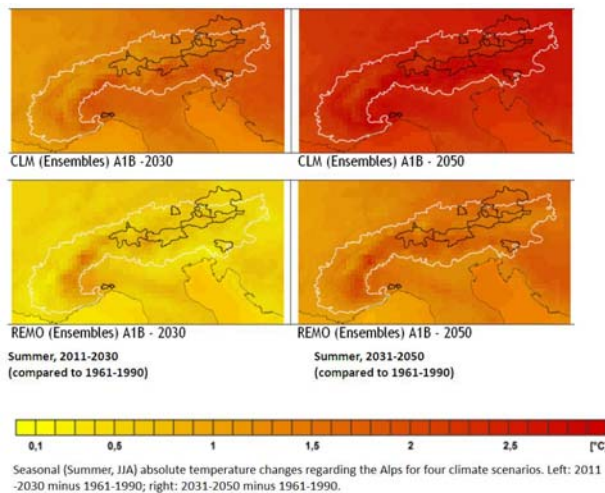 CLM (Ensembles) A1B -2030
CLM (Ensembles) A1B - 2050
REMO (Ensembles) A1B - 2030
REMO (Ensembles) A1B - 2050
Summer, 2011-2030
(compared to 1961-1990)
Summer, 2031-2050
(compared to 1961-1990)
0,1 0,5 1 1,5 2 2,5 [°C]
Seasonal (Summer, JJA) absolute temperature changes regarding the Alps for four climate scenarios. Left: 2011
-2030 minus 1961-1990; right: 2031-2050 minus 1961-1990.